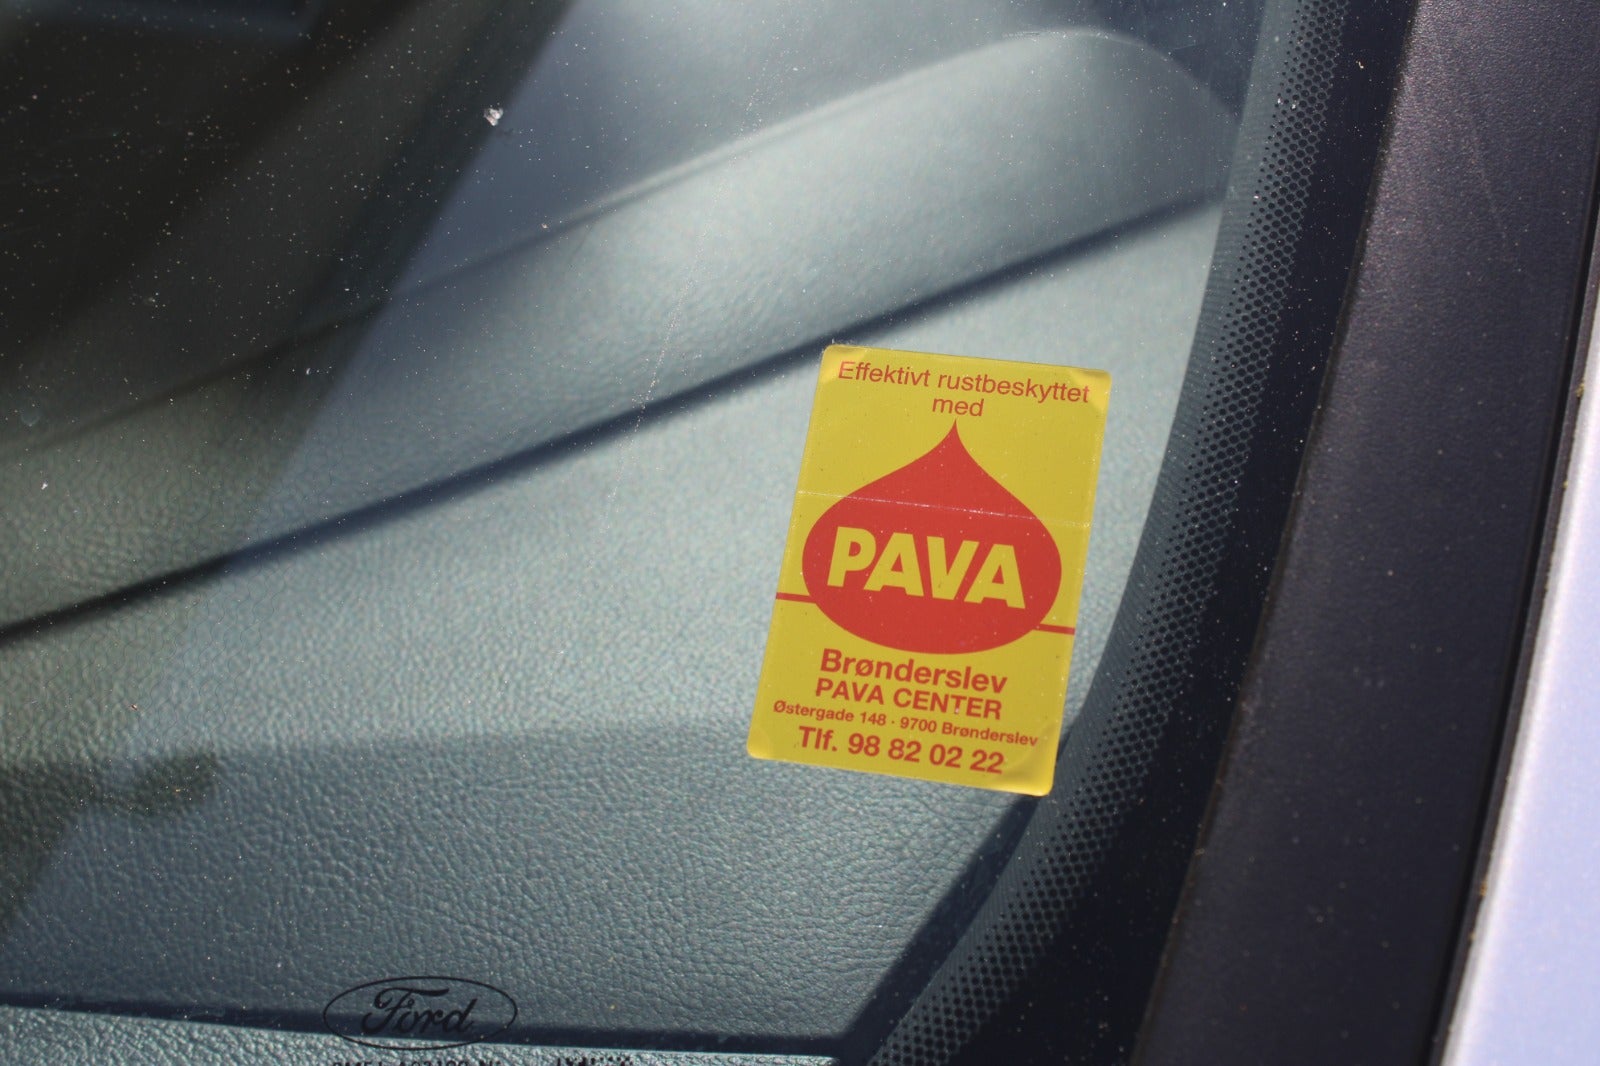 Effektivt rustbeskyttet
med
PAVA
Brønderslev
PAVA CENTER
Østergade 148 · 9700 Brønderslev
Tlf. 98 82 02 22
Ford